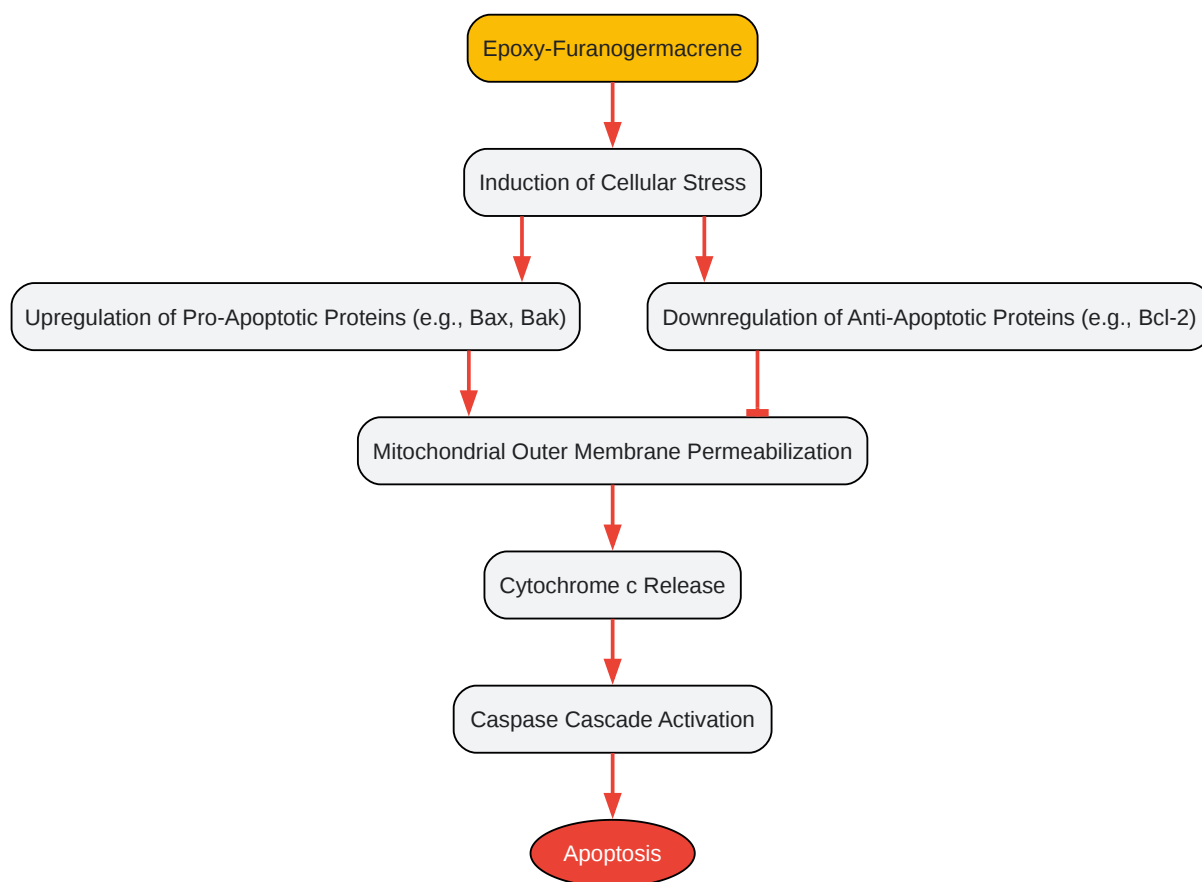 Epoxy-Furanogermacrene
Induction of Cellular Stress
Upregulation of Pro-Apoptotic Proteins (e.g., Bax, Bak)
Downregulation of Anti-Apoptotic Proteins (e.g., Bcl-2)
Mitochondrial Outer Membrane Permeabilization
Cytochrome c Release
Caspase Cascade Activation
Apoptosis